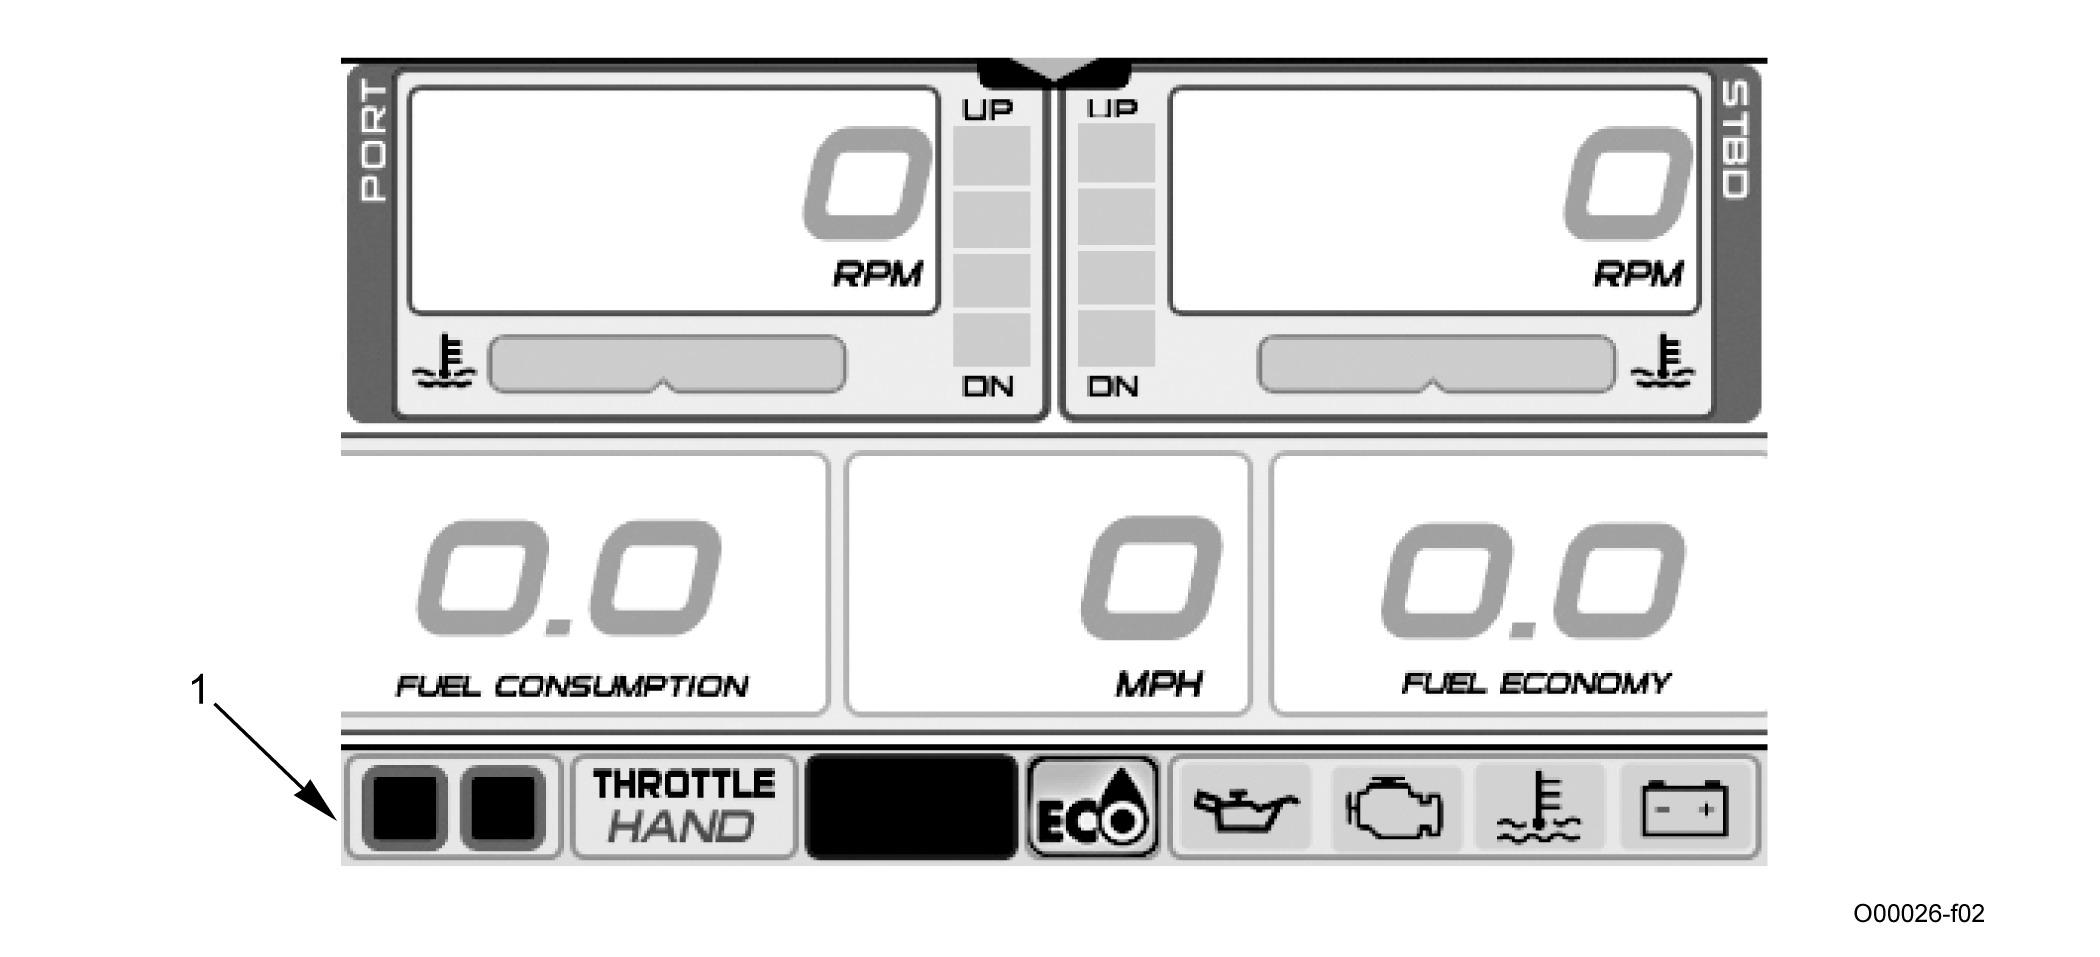 PORT
0
RPM
UP
DN
UP
DN
0
RPM
STBD
0.0
FUEL CONSUMPTION
0
MPH
0.0
FUEL ECONOMY
1
THROTTLE
HAND
ECO
- +
O00026-f02